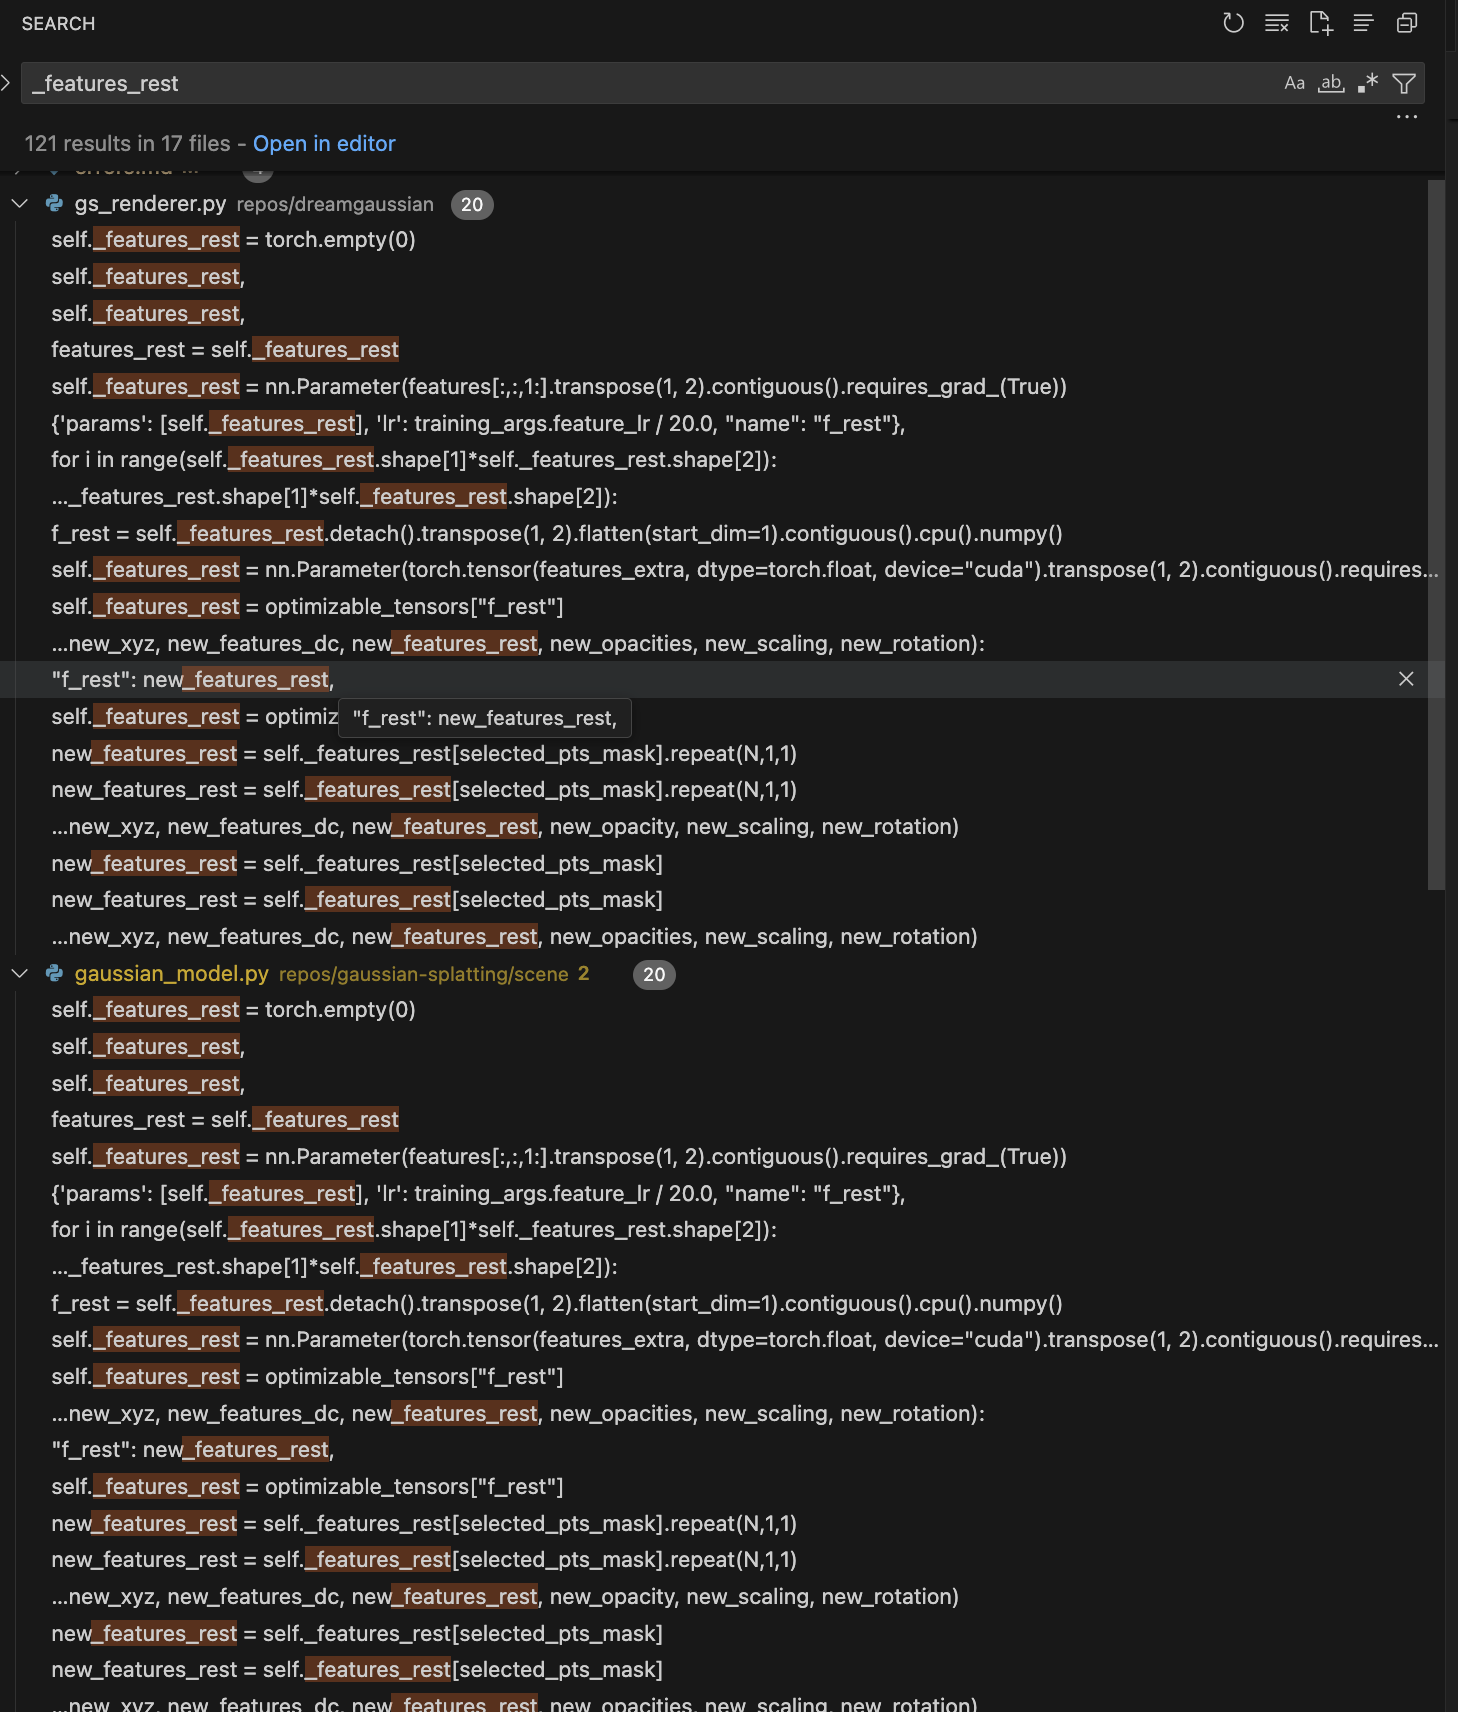 SEARCH
_features_rest
Aa ab .*
121 results in 17 files - Open in editor
gs_renderer.py repos/dreamgaussian 20
self._features_rest = torch.empty(0)
self._features_rest,
self._features_rest,
features_rest = self._features_rest
self._features_rest = nn.Parameter(features[:,:,1:].transpose(1, 2).contiguous().requires_grad_(True))
{'params': [self._features_rest], 'lr': training_args.feature_lr / 20.0, "name": "f_rest"},
for i in range(self._features_rest.shape[1]*self._features_rest.shape[2]):
..._features_rest.shape[1]*self._features_rest.shape[2]):
f_rest = self._features_rest.detach().transpose(1, 2).flatten(start_dim=1).contiguous().cpu().numpy()
self._features_rest = nn.Parameter(torch.tensor(features_extra, dtype=torch.float, device="cuda").transpose(1, 2).contiguous().requires...
self._features_rest = optimizable_tensors["f_rest"]
...new_xyz, new_features_dc, new_features_rest, new_opacities, new_scaling, new_rotation):
"f_rest": new_features_rest,
self._features_rest = optimiz
"f_rest": new_features_rest,
new_features_rest = self._features_rest[selected_pts_mask].repeat(N,1,1)
new_features_rest = self._features_rest[selected_pts_mask].repeat(N,1,1)
...new_xyz, new_features_dc, new_features_rest, new_opacity, new_scaling, new_rotation)
new_features_rest = self._features_rest[selected_pts_mask]
new_features_rest = self._features_rest[selected_pts_mask]
...new_xyz, new_features_dc, new_features_rest, new_opacities, new_scaling, new_rotation)
gaussian_model.py repos/gaussian-splatting/scene 2 20
self._features_rest = torch.empty(0)
self._features_rest,
self._features_rest,
features_rest = self._features_rest
self._features_rest = nn.Parameter(features[:,:,1:].transpose(1, 2).contiguous().requires_grad_(True))
{'params': [self._features_rest], 'lr': training_args.feature_lr / 20.0, "name": "f_rest"},
for i in range(self._features_rest.shape[1]*self._features_rest.shape[2]):
..._features_rest.shape[1]*self._features_rest.shape[2]):
f_rest = self._features_rest.detach().transpose(1, 2).flatten(start_dim=1).contiguous().cpu().numpy()
self._features_rest = nn.Parameter(torch.tensor(features_extra, dtype=torch.float, device="cuda").transpose(1, 2).contiguous().requires...
self._features_rest = optimizable_tensors["f_rest"]
...new_xyz, new_features_dc, new_features_rest, new_opacities, new_scaling, new_rotation):
"f_rest": new_features_rest,
self._features_rest = optimizable_tensors["f_rest"]
new_features_rest = self._features_rest[selected_pts_mask].repeat(N,1,1)
new_features_rest = self._features_rest[selected_pts_mask].repeat(N,1,1)
...new_xyz, new_features_dc, new_features_rest, new_opacity, new_scaling, new_rotation)
new_features_rest = self._features_rest[selected_pts_mask]
new_features_rest = self._features_rest[selected_pts_mask]
...new_xyz, new_features_dc, new_features_rest, new_opacities, new_scaling, new_rotation)